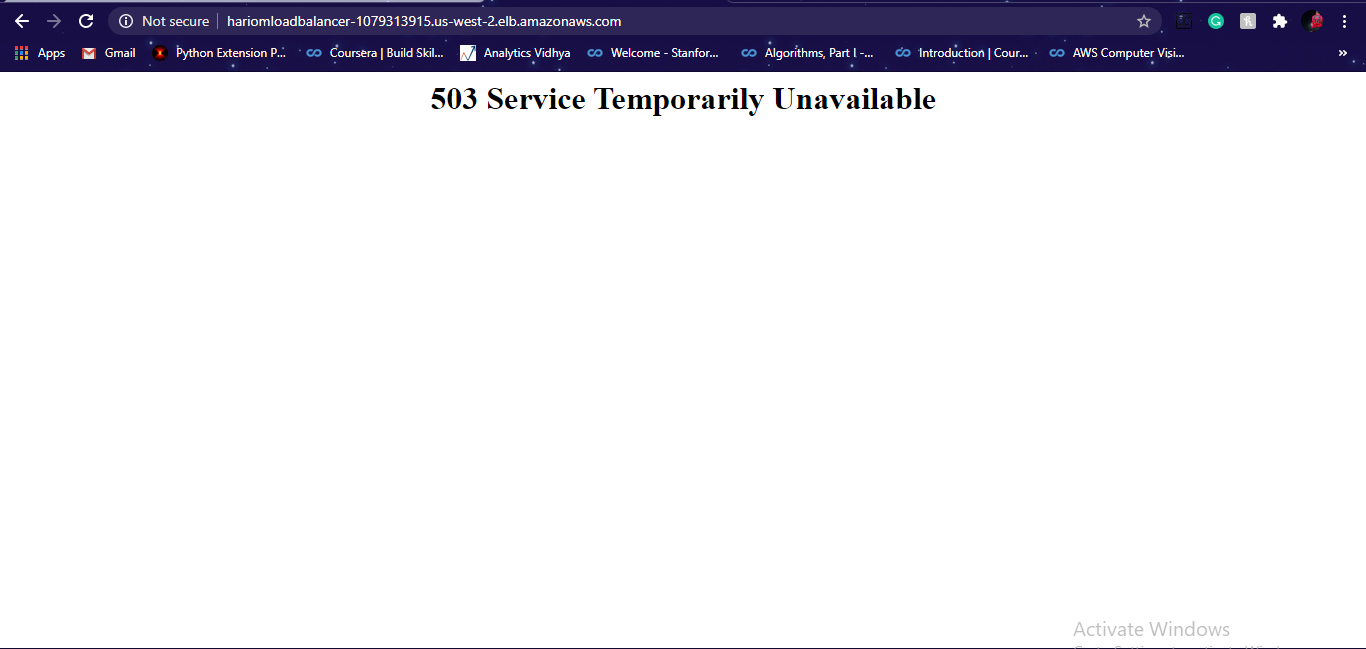 Not secure hariomloadbalancer-1079313915.us-west-2.elb.amazonaws.com
Apps Gmail Python Extension P... Coursera | Build Skil... Analytics Vidhya Welcome - Stanfor... Algorithms, Part I -... Introduction | Cour... AWS Computer Visi... »
503 Service Temporarily Unavailable
Activate Windows